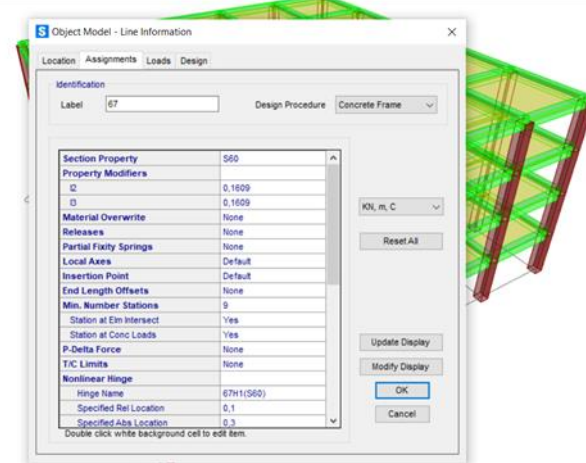 S Object Model - Line Information
Location Assignments Loads Design
Identification
Label 67 Design Procedure Concrete Frame
Section Property S60
Property Modifiers
I2 0,1609
I3 0,1609
Material Overwrite None
Releases None
Partial Fixity Springs None
Local Axes Default
Insertion Point Default
End Length Offsets None
Min. Number Stations 9
Station at Elm Intersect Yes
Station at Conc Loads Yes
P-Delta Force None
T/C Limits None
Nonlinear Hinge
Hinge Name 67H1(S60)
Specified Rel Location 0,1
Specified Abs Location 0,3
Double click white background cell to edit item.
KN, m, C
Reset All
Update Display
Modify Display
OK
Cancel